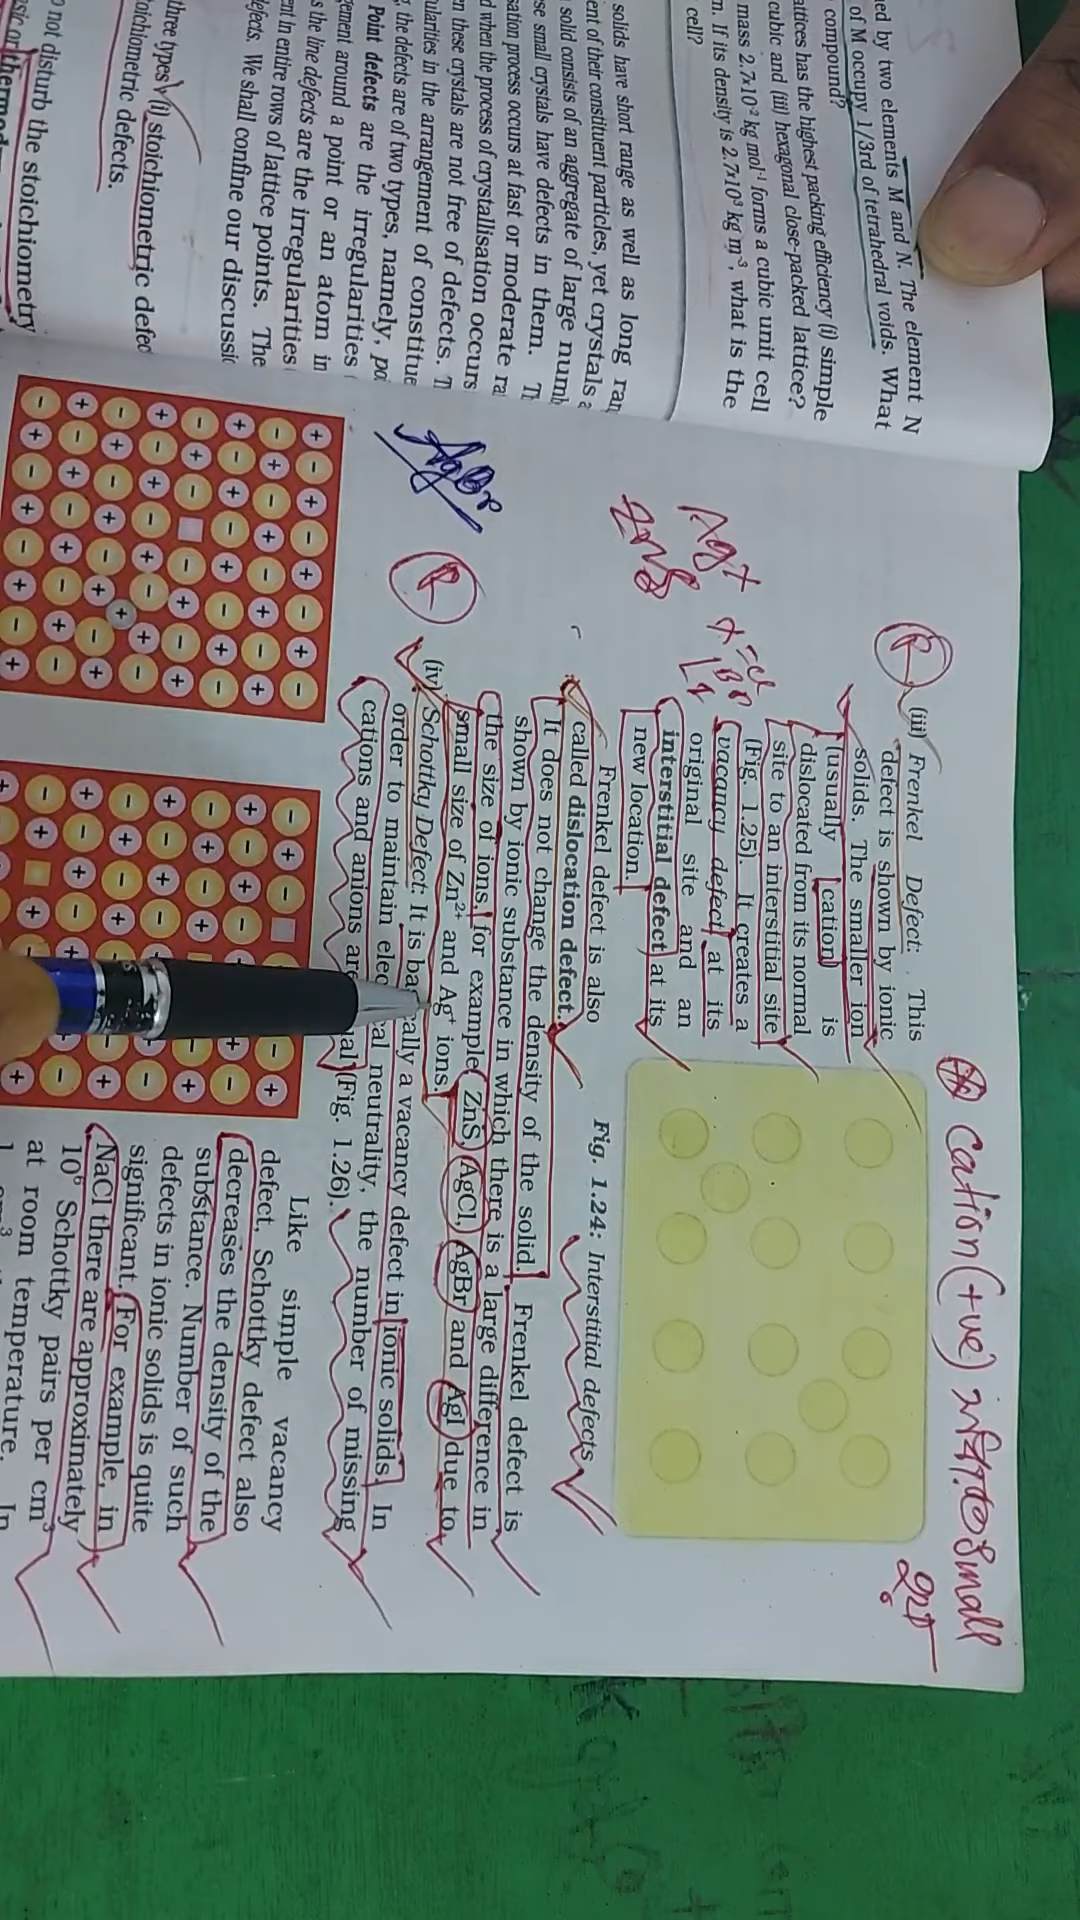 ned by two elements M and N. The element N
of M occupy 1/3rd of tetrahedral voids. What
compound?
attices has the highest packing efficiency (i) simple
cubic and (iii) hexagonal close-packed lattice?
mass 2.7×10⁻² kg mol⁻¹ forms a cubic unit cell
m. If its density is 2.7×10³ kg m⁻³, what is the
cell?
solids have short range as well as long ran
ent of their constituent particles, yet crystals a
solid consists of an aggregate of large numb
se small crystals have defects in them. Th
sation process occurs at fast or moderate ra
d when the process of crystallisation occurs
n these crystals are not free of defects. T
ularities in the arrangement of constitue
the defects are of two types, namely, po
Point defects are the irregularities
gement around a point or an atom in
s the line defects are the irregularities
ent in entire rows of lattice points. The
defects. We shall confine our discussio
three types (i) stoichiometric defec
toichiometric defects.
o not disturb the stoichiometry
Cation (+ve) small
(iii) Frenkel Defect: This
defect is shown by ionic
solids. The smaller ion
(usually cation) is
dislocated from its normal
site to an interstitial site
(Fig. 1.25). It creates a
vacancy defect at its
original site and an
interstitial defect at its
new location.
Fig. 1.24: Interstitial defects
Frenkel defect is also
called dislocation defect.
It does not change the density of the solid. Frenkel defect is
shown by ionic substance in which there is a large difference in
the size of ions, for example, ZnS, AgCl, AgBr and AgI due to
small size of Zn²⁺ and Ag⁺ ions.
(iv) Schottky Defect: It is ba ally a vacancy defect in ionic solids. In
order to maintain elec al neutrality, the number of missing
cations and anions are al (Fig. 1.26).
Like simple vacancy
defect, Schottky defect also
decreases the density of the
substance. Number of such
defects in ionic solids is quite
significant. For example, in
NaCl there are approximately
10⁶ Schottky pairs per cm³
at room temperature. In
R
Agx
ZnS
x = Cl
Br
I
R
AgBr